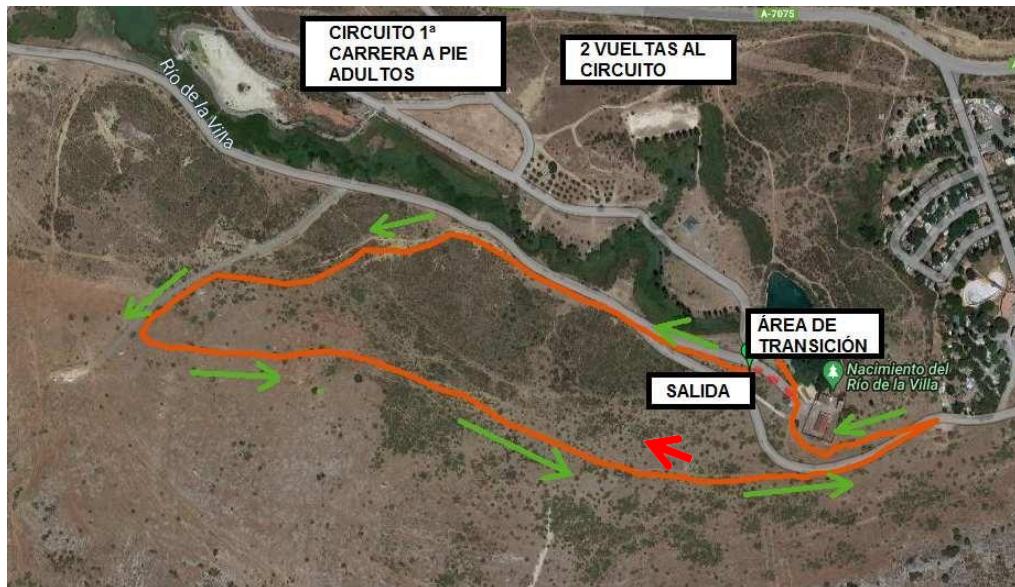 A-7075
CIRCUITO 1ª
CARRERA A PIE
ADULTOS
2 VUELTAS AL
CIRCUITO
Río de la Villa
ÁREA DE
TRANSICIÓN
SALIDA
Nacimiento del
Río de la Villa